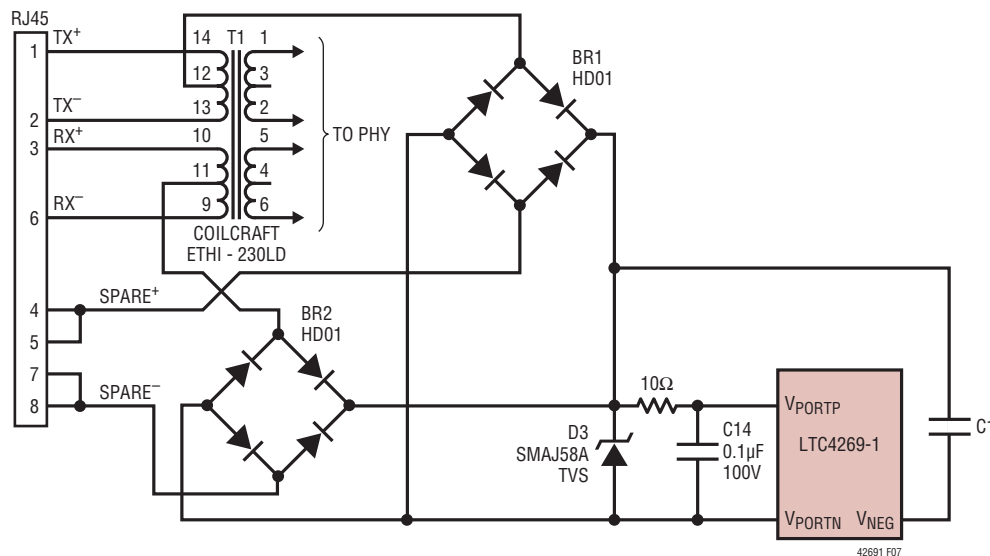 RJ45
1
TX+
2
TX−
3
RX+
6
RX−
4
SPARE+
5
7
SPARE−
8
14 T1 1
12 3
13 2
10 5
11 4
9 6
COILCRAFT
ETHI - 230LD
TO PHY
BR1
HD01
BR2
HD01
10Ω
D3
SMAJ58A
TVS
C14
0.1µF
100V
VPORTP
LTC4269-1
VPORTN VNEG
42691 F07